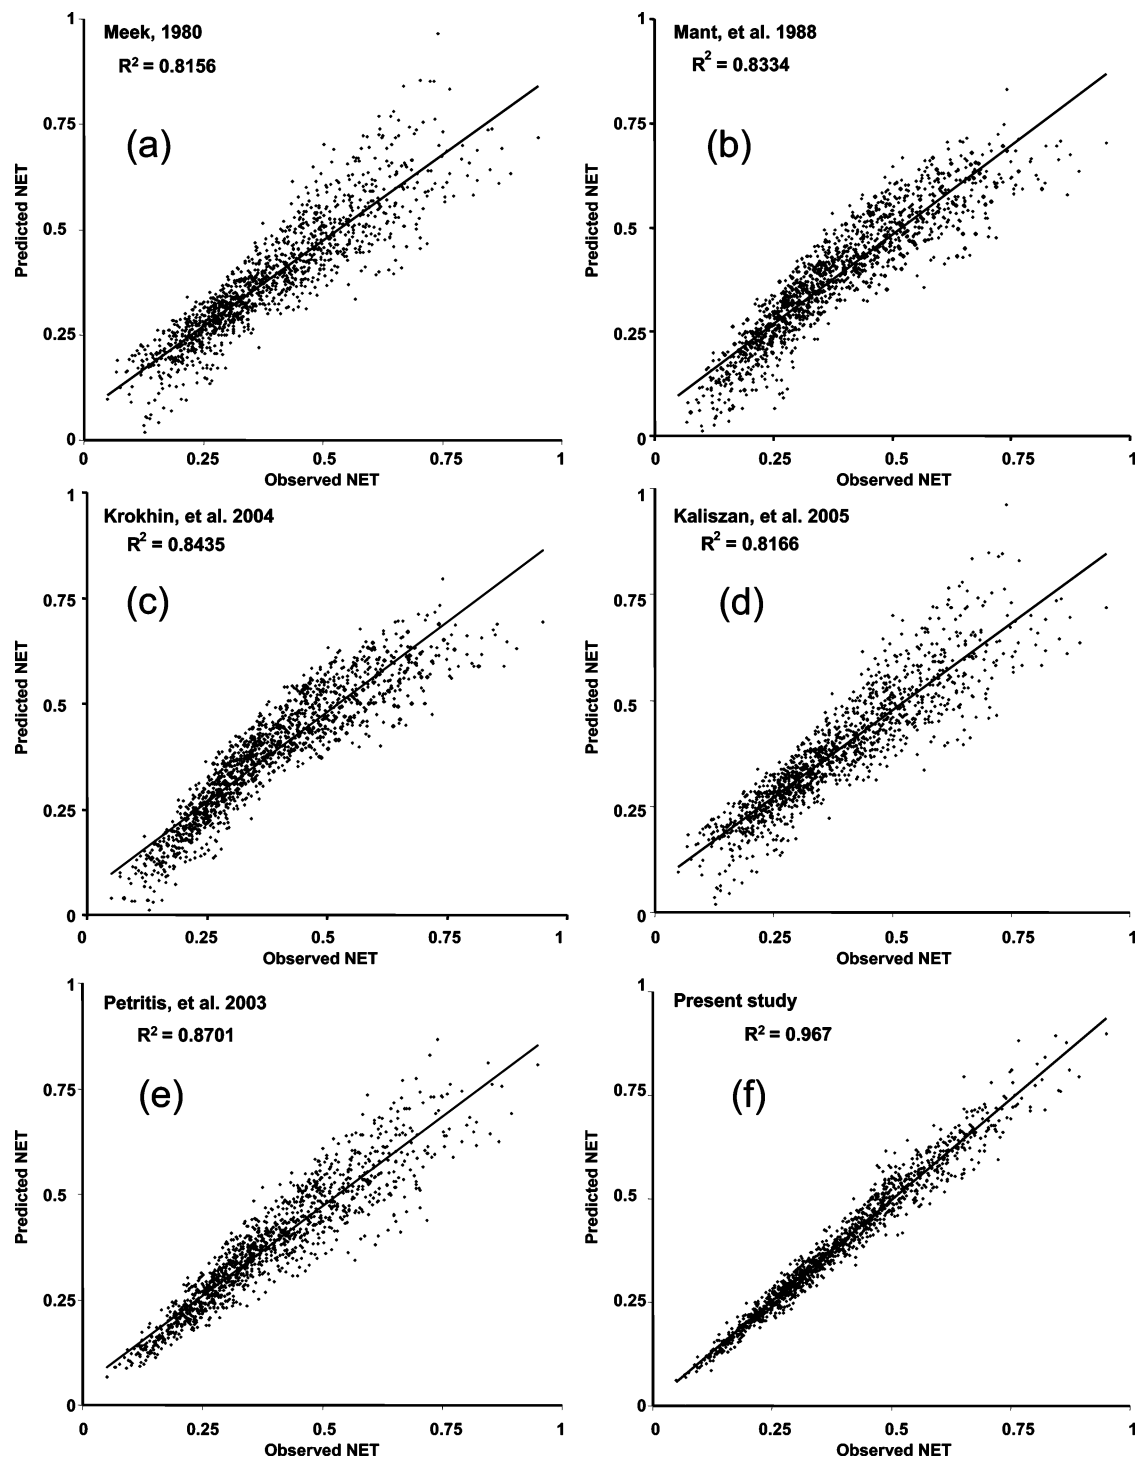 Meek, 1980
R² = 0.8156
(a)
1
0.75
0.5
0.25
0
Predicted NET
0 0.25 0.5 0.75 1
Observed NET
Mant, et al. 1988
R² = 0.8334
(b)
1
0.75
0.5
0.25
0
Predicted NET
0 0.25 0.5 0.75 1
Observed NET
Krokhin, et al. 2004
R² = 0.8435
(c)
1
0.75
0.5
0.25
0
Predicted NET
0 0.25 0.5 0.75 1
Observed NET
Kaliszan, et al. 2005
R² = 0.8166
(d)
1
0.75
0.5
0.25
0
Predicted NET
0 0.25 0.5 0.75 1
Observed NET
Petritis, et al. 2003
R² = 0.8701
(e)
1
0.75
0.5
0.25
0
Predicted NET
0 0.25 0.5 0.75 1
Observed NET
Present study
R² = 0.967
(f)
1
0.75
0.5
0.25
0
Predicted NET
0 0.25 0.5 0.75 1
Observed NET